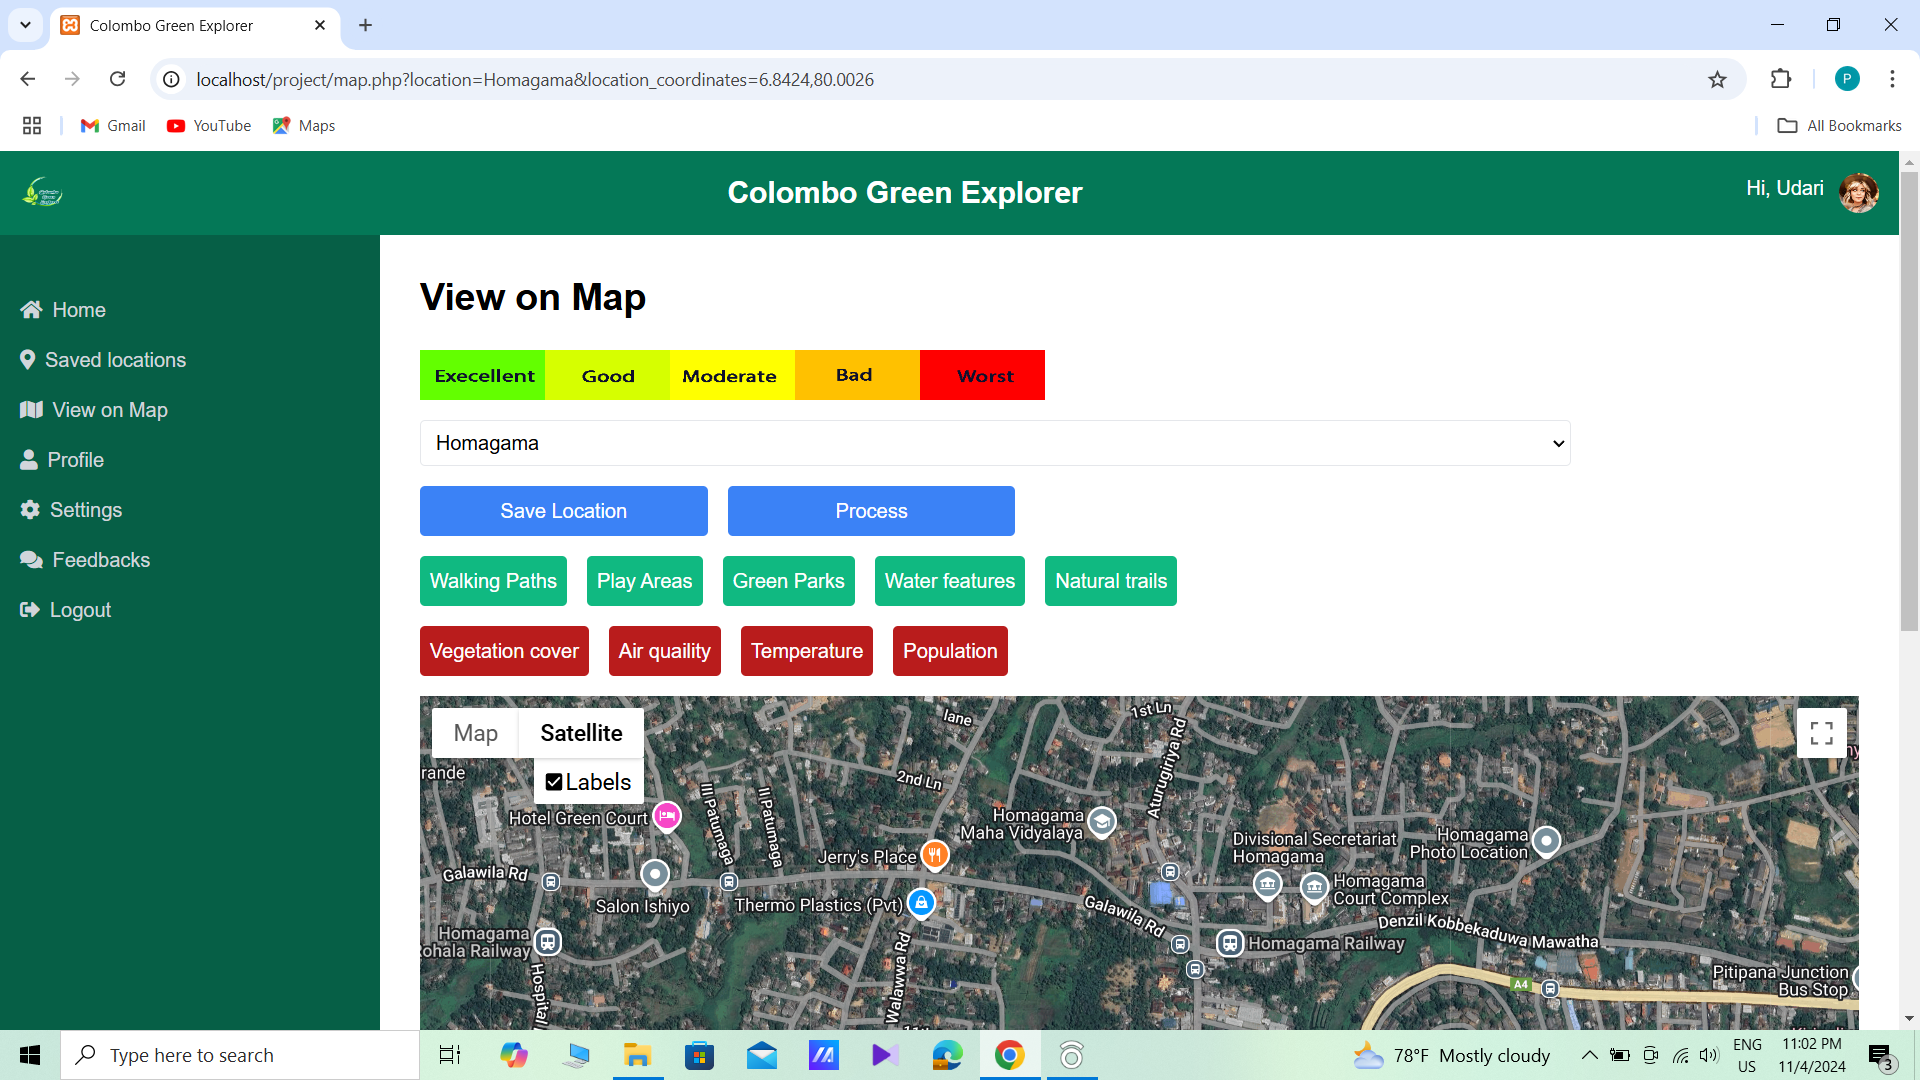 Colombo Green Explorer
localhost/project/map.php?location=Homagama&location_coordinates=6.8424,80.0026
P
Gmail
YouTube
Maps
All Bookmarks
Colombo Green Explorer
Hi, Udari
Home
Saved locations
View on Map
Profile
Settings
Feedbacks
Logout
View on Map
Execellent Good Moderate Bad Worst
Homagama
Save Location Process
Walking Paths Play Areas Green Parks Water features Natural trails
Vegetation cover Air quaility Temperature Population
Map Satellite
Labels
lane
1st Ln
Aturugiriya Rd
rande
2nd Ln
Ill Patumaga
Il Patumaga
Hotel Green Court
Homagama
Maha Vidyalaya
Divisional Secretariat
Homagama
Homagama
Photo Location
Jerry's Place
Galawila Rd
Salon Ishiyo
Thermo Plastics (Pvt)
Galawila Rd
Homagama
Court Complex
Denzil Kobbekaduwa Mawatha
Homagama
ohala Railway
Homagama Railway
Walawwa Rd
Hospital
Pitipana Junction
Bus Stop
A4
Type here to search
78°F Mostly cloudy
ENG
US
11:02 PM
11/4/2024
3